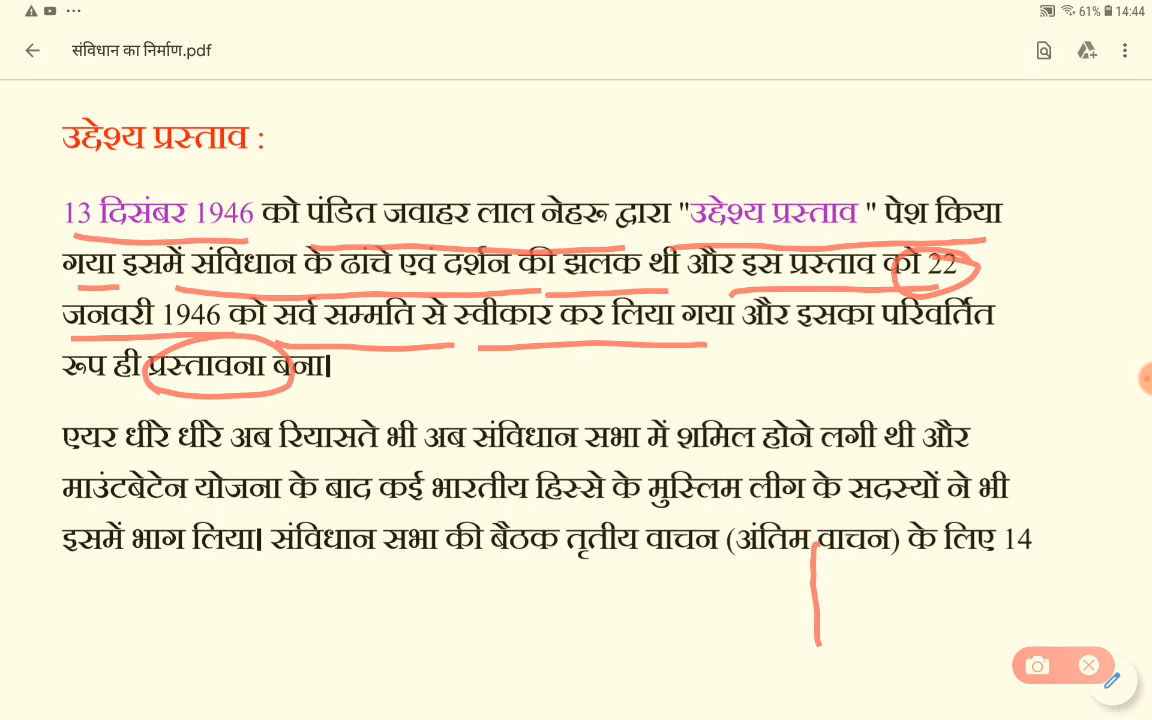 61% 14:44
संविधान का निर्माण.pdf
उद्देश्य प्रस्ताव :
13 दिसंबर 1946 को पंडित जवाहर लाल नेहरू द्वारा "उद्देश्य प्रस्ताव " पेश किया
गया इसमें संविधान के ढांचे एवं दर्शन की झलक थी और इस प्रस्ताव को 22
जनवरी 1946 को सर्व सम्मति से स्वीकार कर लिया गया और इसका परिवर्तित
रूप ही प्रस्तावना बना।
एयर धीरे धीरे अब रियासते भी अब संविधान सभा में शमिल होने लगी थी और
माउंटबेटेन योजना के बाद कई भारतीय हिस्से के मुस्लिम लीग के सदस्यों ने भी
इसमें भाग लिया। संविधान सभा की बैठक तृतीय वाचन (अंतिम वाचन) के लिए 14